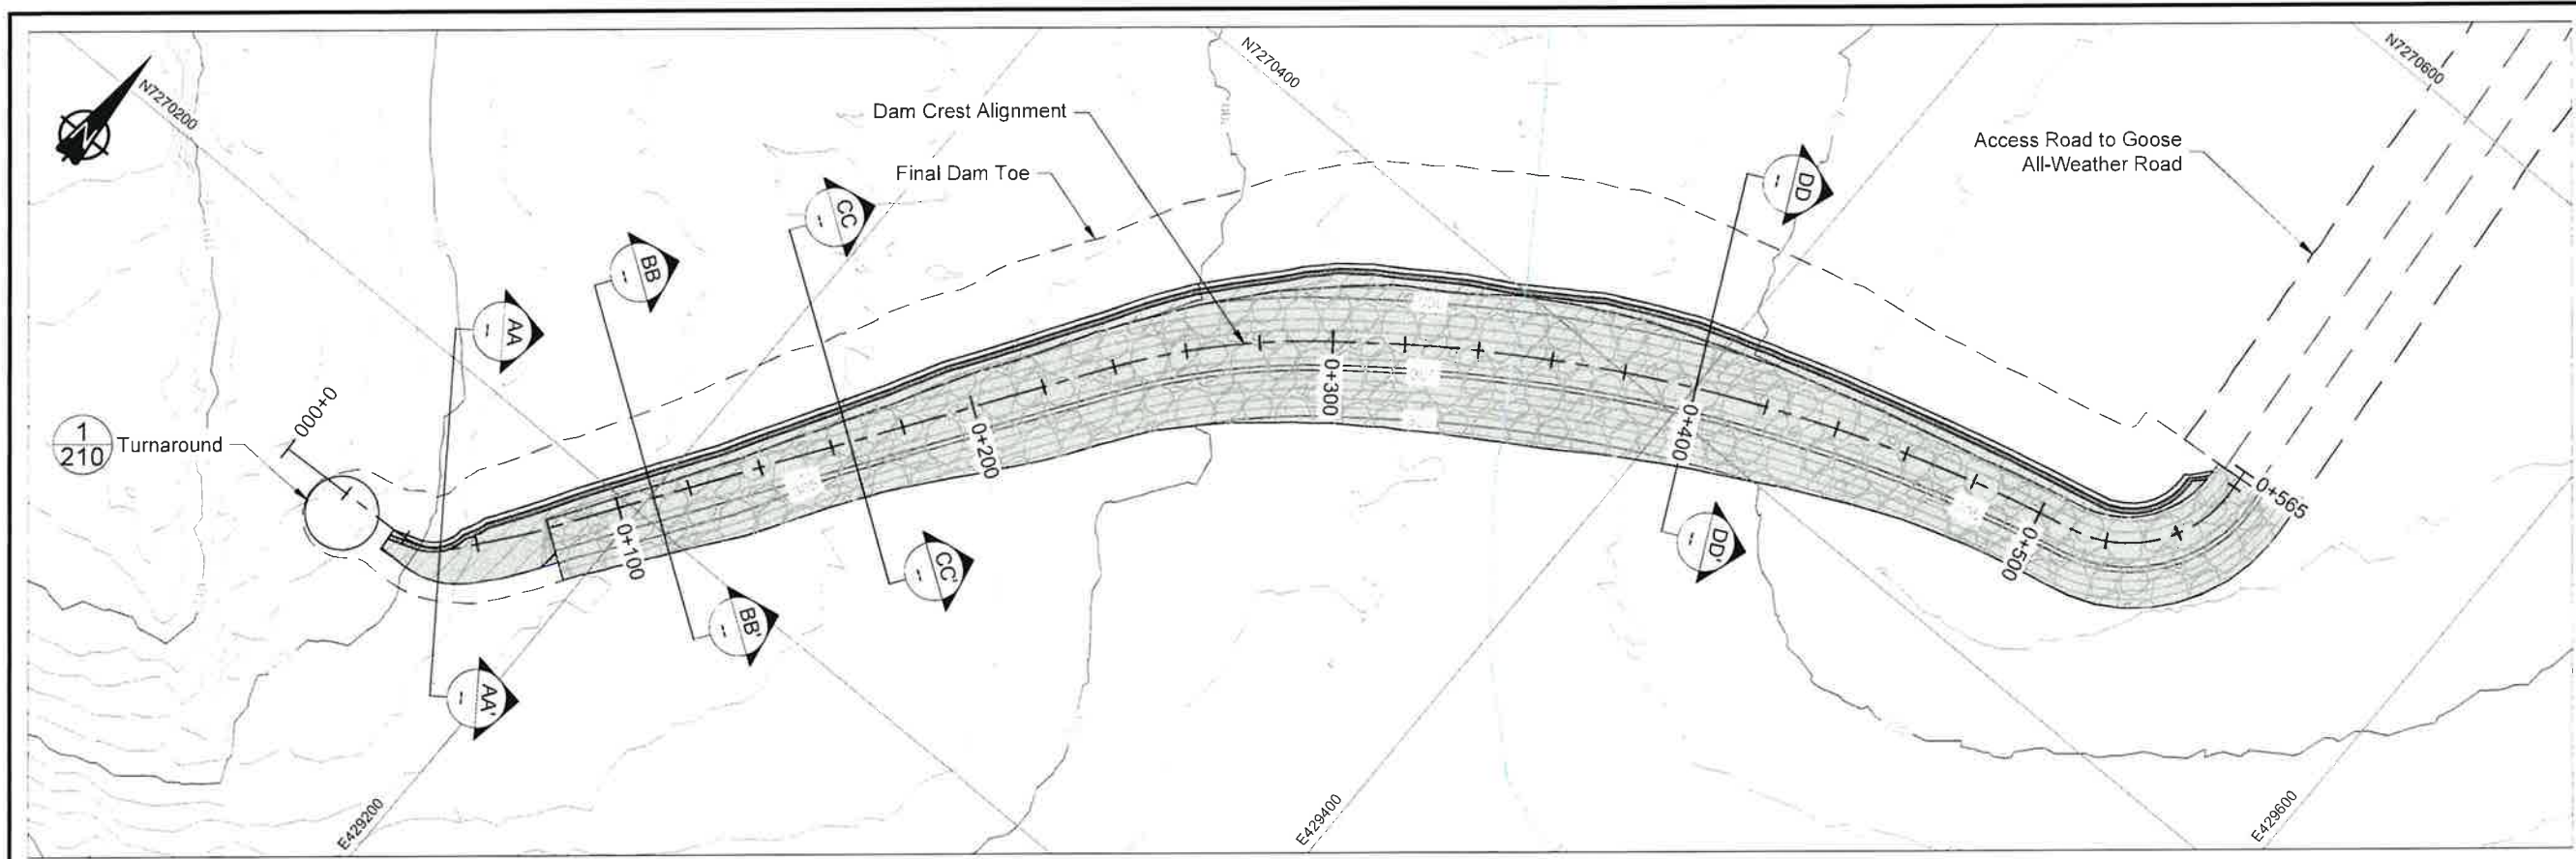 N7270200
N7270400
N7270600
N
Dam Crest Alignment
Final Dam Toe
Access Road to Goose
All-Weather Road
DD
--
CC
--
BB
--
AA
--
0+000
1
210
Turnaround
0+100
0+200
0+300
0+400
0+500
0+565
AA'
--
BB'
--
CC'
--
DD'
--
E429200
E429400
E429600